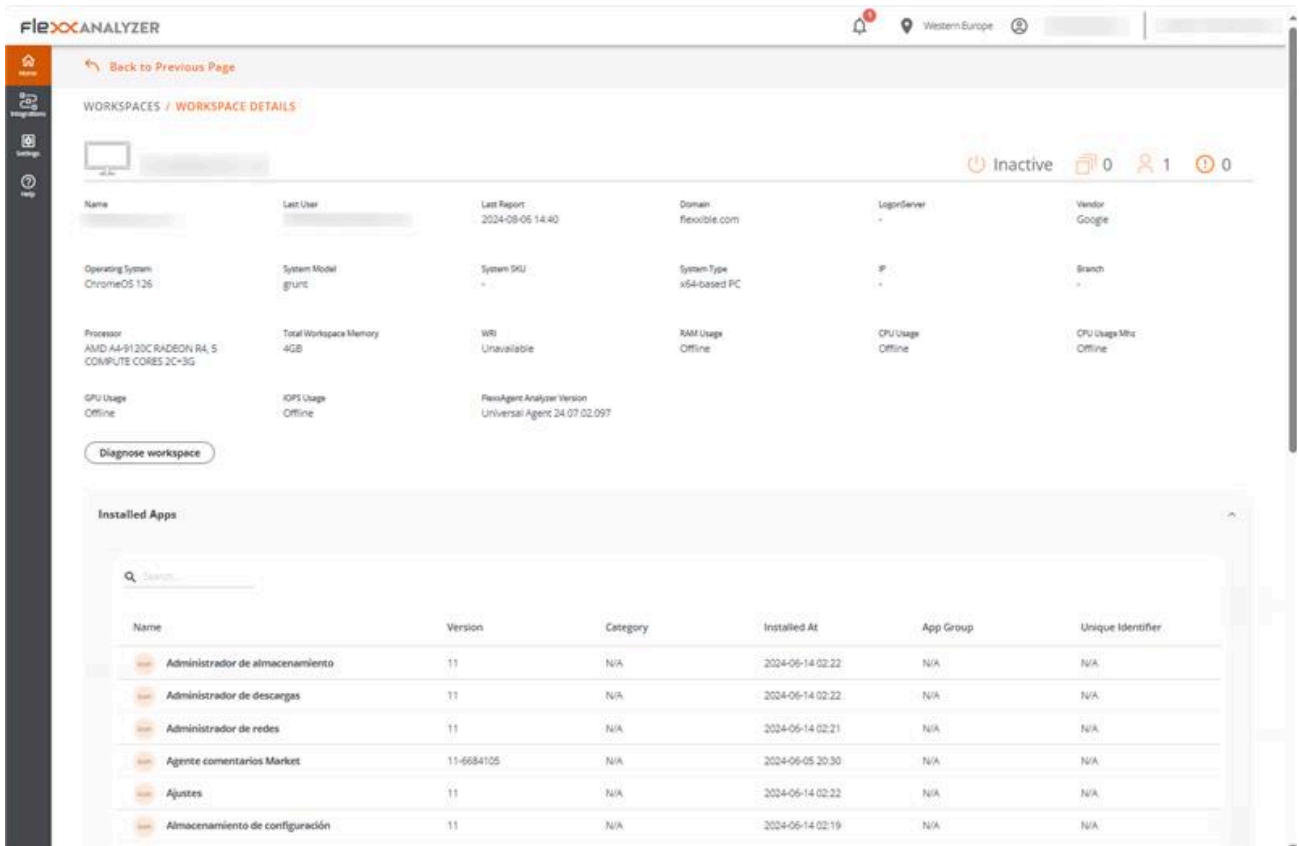 FlexxANALYZER
1
Western Europe
Home
Back to Previous Page
Integrations
WORKSPACES / WORKSPACE DETAILS
Settings
Help
Inactive 0 1 0
Name Last User Last Report Domain LogonServer Vendor
2024-08-06 14:40 flexxible.com - Google
Operating System System Model System SKU System Type IP Branch
ChromeOS 126 grunt - x64-based PC - -
Processor Total Workspace Memory WRI RAM Usage CPU Usage CPU Usage Mhz
AMD A4-9120C RADEON R4, 5 4GB Unavailable Offline Offline Offline
COMPUTE CORES 2C+3G
GPU Usage IOPS Usage FlexxAgent Analyzer Version
Offline Offline Universal Agent 24.07.02.097
Diagnose workspace
Installed Apps
Search...
Name Version Category Installed At App Group Unique Identifier
Administrador de almacenamiento 11 N/A 2024-06-14 02:22 N/A N/A
Administrador de descargas 11 N/A 2024-06-14 02:22 N/A N/A
Administrador de redes 11 N/A 2024-06-14 02:21 N/A N/A
Agente comentarios Market 11-6684105 N/A 2024-06-05 20:30 N/A N/A
Ajustes 11 N/A 2024-06-14 02:22 N/A N/A
Almacenamiento de configuración 11 N/A 2024-06-14 02:19 N/A N/A